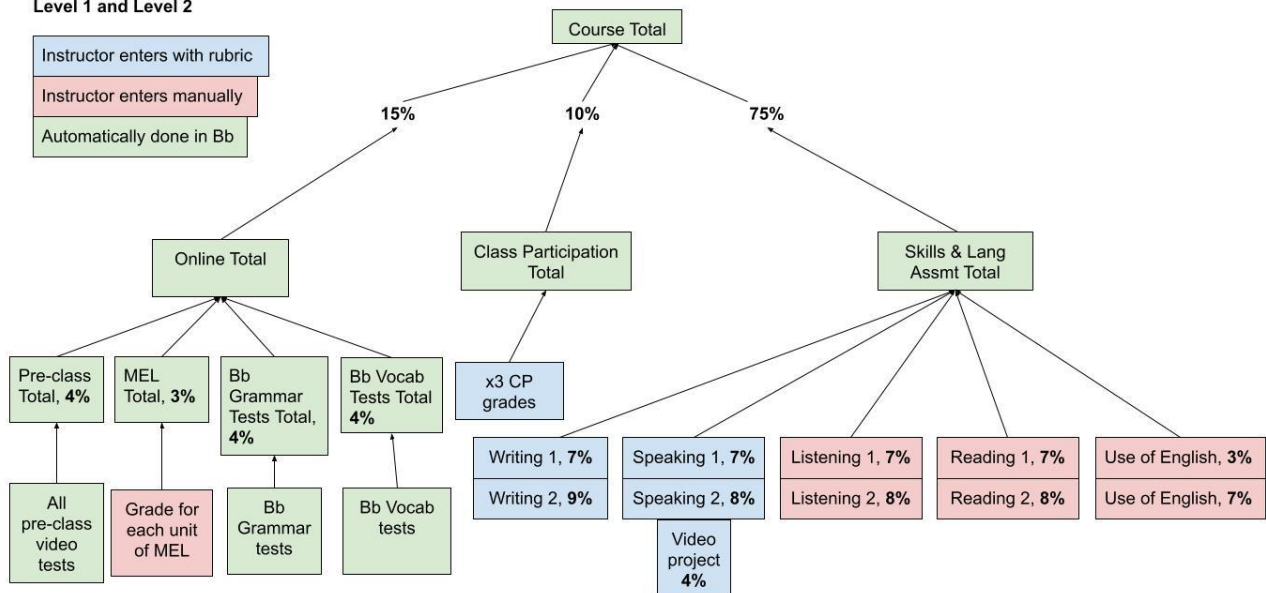 Level 1 and Level 2
Course Total
Instructor enters with rubric
Instructor enters manually
Automatically done in Bb
15%
10%
75%
Online Total
Class Participation
Total
Skills & Lang
Assmt Total
Pre-class
Total, 4%
MEL
Total, 3%
Bb
Grammar
Tests Total,
4%
Bb Vocab
Tests Total
4%
x3 CP
grades
Writing 1, 7%
Writing 2, 9%
Speaking 1, 7%
Speaking 2, 8%
Video
project
4%
Listening 1, 7%
Listening 2, 8%
Reading 1, 7%
Reading 2, 8%
Use of English, 3%
Use of English, 7%
All
pre-class
video
tests
Grade for
each unit
of MEL
Bb
Grammar
tests
Bb Vocab
tests